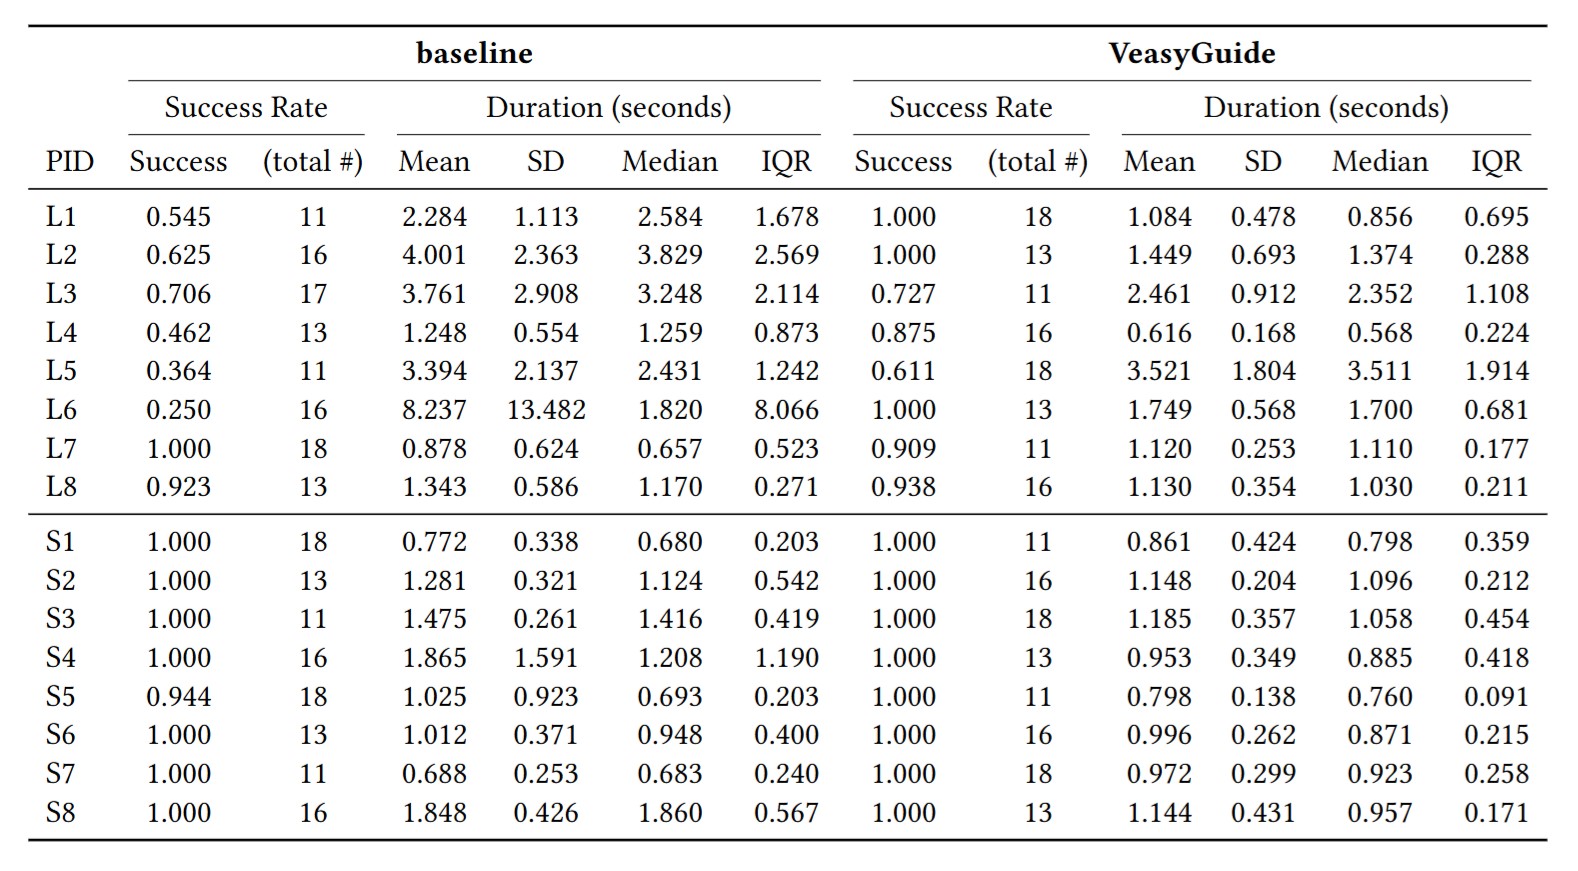 baseline VeasyGuide
Success Rate Duration (seconds) Success Rate Duration (seconds)
PID Success (total #) Mean SD Median IQR Success (total #) Mean SD Median IQR
L1 0.545 11 2.284 1.113 2.584 1.678 1.000 18 1.084 0.478 0.856 0.695
L2 0.625 16 4.001 2.363 3.829 2.569 1.000 13 1.449 0.693 1.374 0.288
L3 0.706 17 3.761 2.908 3.248 2.114 0.727 11 2.461 0.912 2.352 1.108
L4 0.462 13 1.248 0.554 1.259 0.873 0.875 16 0.616 0.168 0.568 0.224
L5 0.364 11 3.394 2.137 2.431 1.242 0.611 18 3.521 1.804 3.511 1.914
L6 0.250 16 8.237 13.482 1.820 8.066 1.000 13 1.749 0.568 1.700 0.681
L7 1.000 18 0.878 0.624 0.657 0.523 0.909 11 1.120 0.253 1.110 0.177
L8 0.923 13 1.343 0.586 1.170 0.271 0.938 16 1.130 0.354 1.030 0.211
S1 1.000 18 0.772 0.338 0.680 0.203 1.000 11 0.861 0.424 0.798 0.359
S2 1.000 13 1.281 0.321 1.124 0.542 1.000 16 1.148 0.204 1.096 0.212
S3 1.000 11 1.475 0.261 1.416 0.419 1.000 18 1.185 0.357 1.058 0.454
S4 1.000 16 1.865 1.591 1.208 1.190 1.000 13 0.953 0.349 0.885 0.418
S5 0.944 18 1.025 0.923 0.693 0.203 1.000 11 0.798 0.138 0.760 0.091
S6 1.000 13 1.012 0.371 0.948 0.400 1.000 16 0.996 0.262 0.871 0.215
S7 1.000 11 0.688 0.253 0.683 0.240 1.000 18 0.972 0.299 0.923 0.258
S8 1.000 16 1.848 0.426 1.860 0.567 1.000 13 1.144 0.431 0.957 0.171